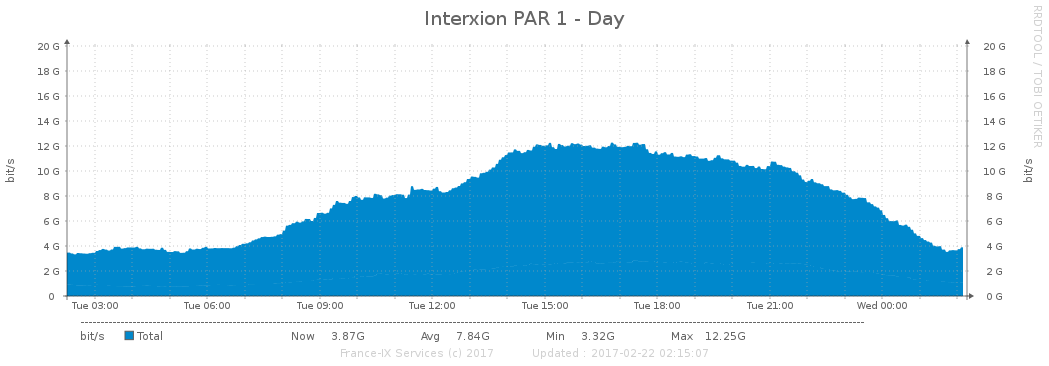 Interxion PAR 1 - Day
RRDTOOL / TOBI OETIKER
bit/s
20 G
18 G
16 G
14 G
12 G
10 G
8 G
6 G
4 G
2 G
0
20 G
18 G
16 G
14 G
12 G
10 G
8 G
6 G
4 G
2 G
0 G
bit/s
Tue 03:00 Tue 06:00 Tue 09:00 Tue 12:00 Tue 15:00 Tue 18:00 Tue 21:00 Wed 00:00
bit/s Total Now 3.87G Avg 7.84G Min 3.32G Max 12.25G
France-IX Services (c) 2017 Updated : 2017-02-22 02:15:07